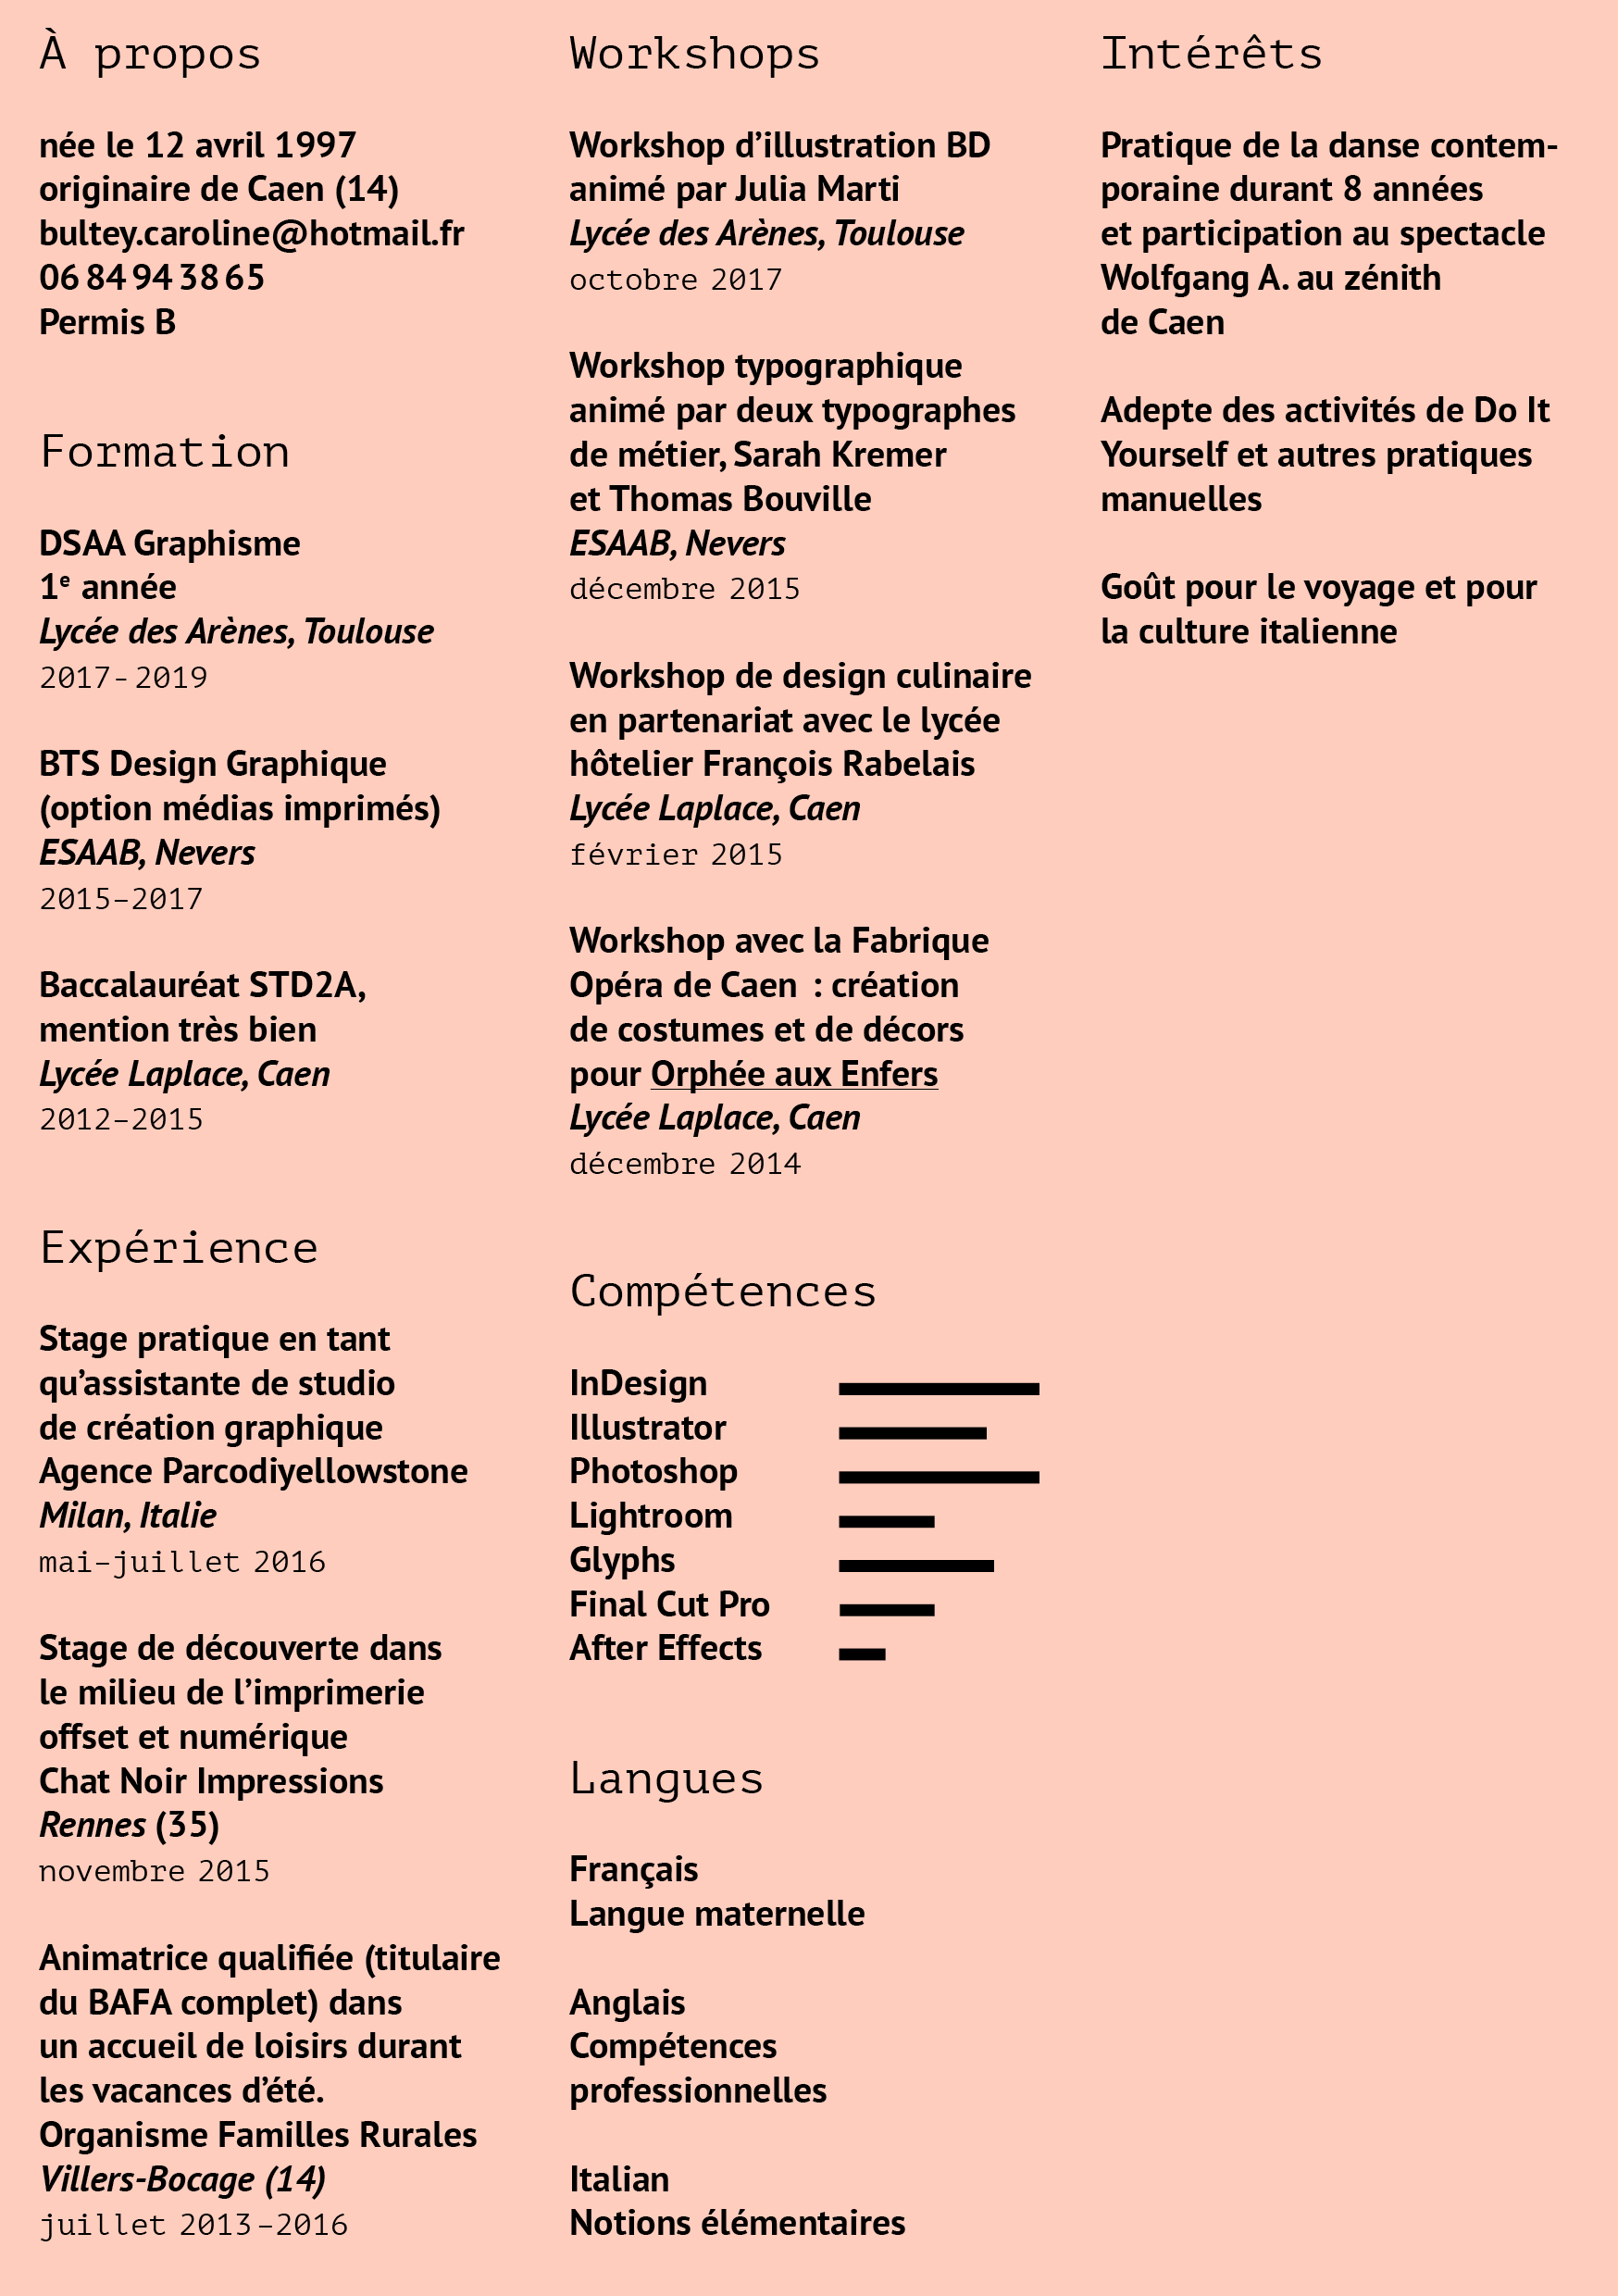 À propos
née le 12 avril 1997
originaire de Caen (14)
bultey.caroline@hotmail.fr
06 84 94 38 65
Permis B
Formation
DSAA Graphisme
1ᵉ année
Lycée des Arènes, Toulouse
2017-2019
BTS Design Graphique
(option médias imprimés)
ESAAB, Nevers
2015–2017
Baccalauréat STD2A,
mention très bien
Lycée Laplace, Caen
2012–2015
Expérience
Stage pratique en tant
qu’assistante de studio
de création graphique
Agence Parcodiyellowstone
Milan, Italie
mai–juillet 2016
Stage de découverte dans
le milieu de l’imprimerie
offset et numérique
Chat Noir Impressions
Rennes (35)
novembre 2015
Animatrice qualifiée (titulaire
du BAFA complet) dans
un accueil de loisirs durant
les vacances d’été.
Organisme Familles Rurales
Villers-Bocage (14)
juillet 2013–2016
Workshops
Workshop d’illustration BD
animé par Julia Marti
Lycée des Arènes, Toulouse
octobre 2017
Workshop typographique
animé par deux typographes
de métier, Sarah Kremer
et Thomas Bouville
ESAAB, Nevers
décembre 2015
Workshop de design culinaire
en partenariat avec le lycée
hôtelier François Rabelais
Lycée Laplace, Caen
février 2015
Workshop avec la Fabrique
Opéra de Caen : création
de costumes et de décors
pour Orphée aux Enfers
Lycée Laplace, Caen
décembre 2014
Compétences
InDesign
Illustrator
Photoshop
Lightroom
Glyphs
Final Cut Pro
After Effects
Langues
Français
Langue maternelle
Anglais
Compétences
professionnelles
Italian
Notions élémentaires
Intérêts
Pratique de la danse contem-
poraine durant 8 années
et participation au spectacle
Wolfgang A. au zénith
de Caen
Adepte des activités de Do It
Yourself et autres pratiques
manuelles
Goût pour le voyage et pour
la culture italienne